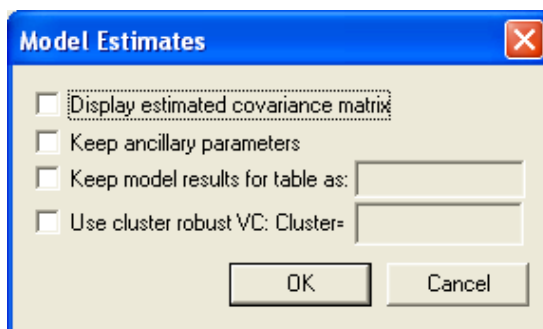 Model Estimates
Display estimated covariance matrix
Keep ancillary parameters
Keep model results for table as:
Use cluster robust VC: Cluster=
OK Cancel